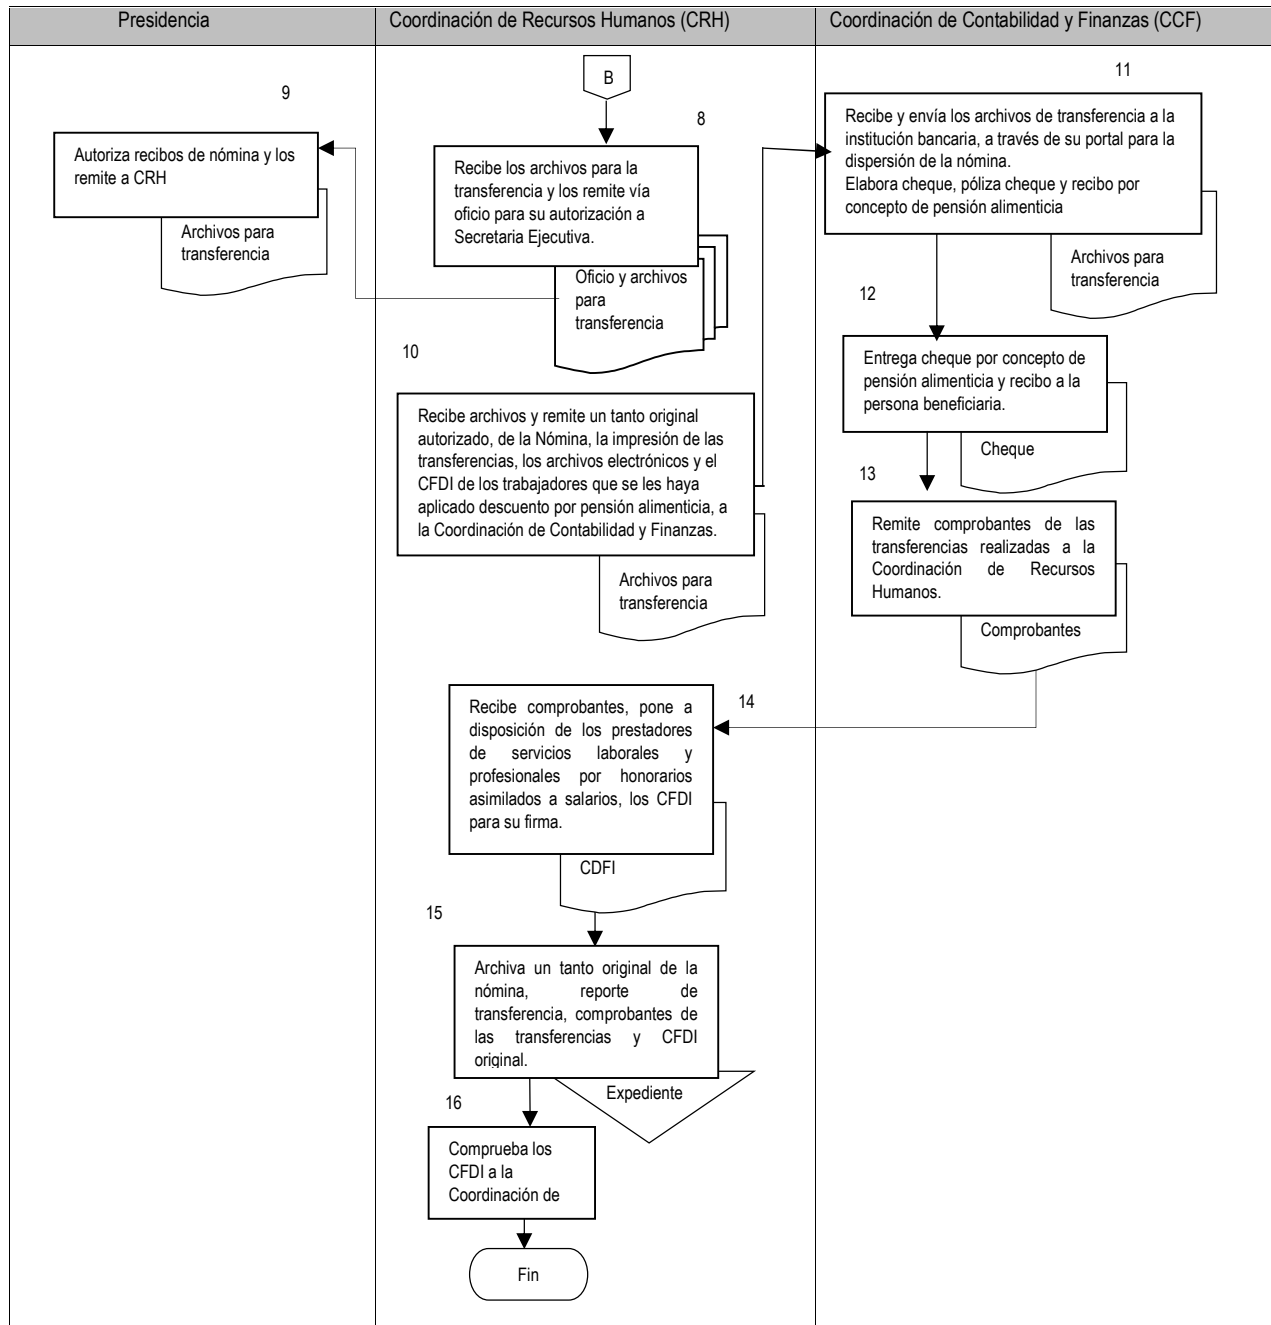 Presidencia
Coordinación de Recursos Humanos (CRH)
Coordinación de Contabilidad y Finanzas (CCF)
B
8
Recibe los archivos para la
transferencia y los remite vía
oficio para su autorización a
Secretaria Ejecutiva.
Oficio y archivos
para
transferencia
9
Autoriza recibos de nómina y los
remite a CRH
Archivos para
transferencia
10
Recibe archivos y remite un tanto original
autorizado, de la Nómina, la impresión de las
transferencias, los archivos electrónicos y el
CFDI de los trabajadores que se les haya
aplicado descuento por pensión alimenticia, a
la Coordinación de Contabilidad y Finanzas.
Archivos para
transferencia
11
Recibe y envía los archivos de transferencia a la
institución bancaria, a través de su portal para la
dispersión de la nómina.
Elabora cheque, póliza cheque y recibo por
concepto de pensión alimenticia
Archivos para
transferencia
12
Entrega cheque por concepto de
pensión alimenticia y recibo a la
persona beneficiaria.
Cheque
13
Remite comprobantes de las
transferencias realizadas a la
Coordinación de Recursos
Humanos.
Comprobantes
14
Recibe comprobantes, pone a
disposición de los prestadores
de servicios laborales y
profesionales por honorarios
asimilados a salarios, los CFDI
para su firma.
CDFI
15
Archiva un tanto original de la
nómina, reporte de
transferencia, comprobantes de
las transferencias y CFDI
original.
Expediente
16
Comprueba los
CFDI a la
Coordinación de
Fin